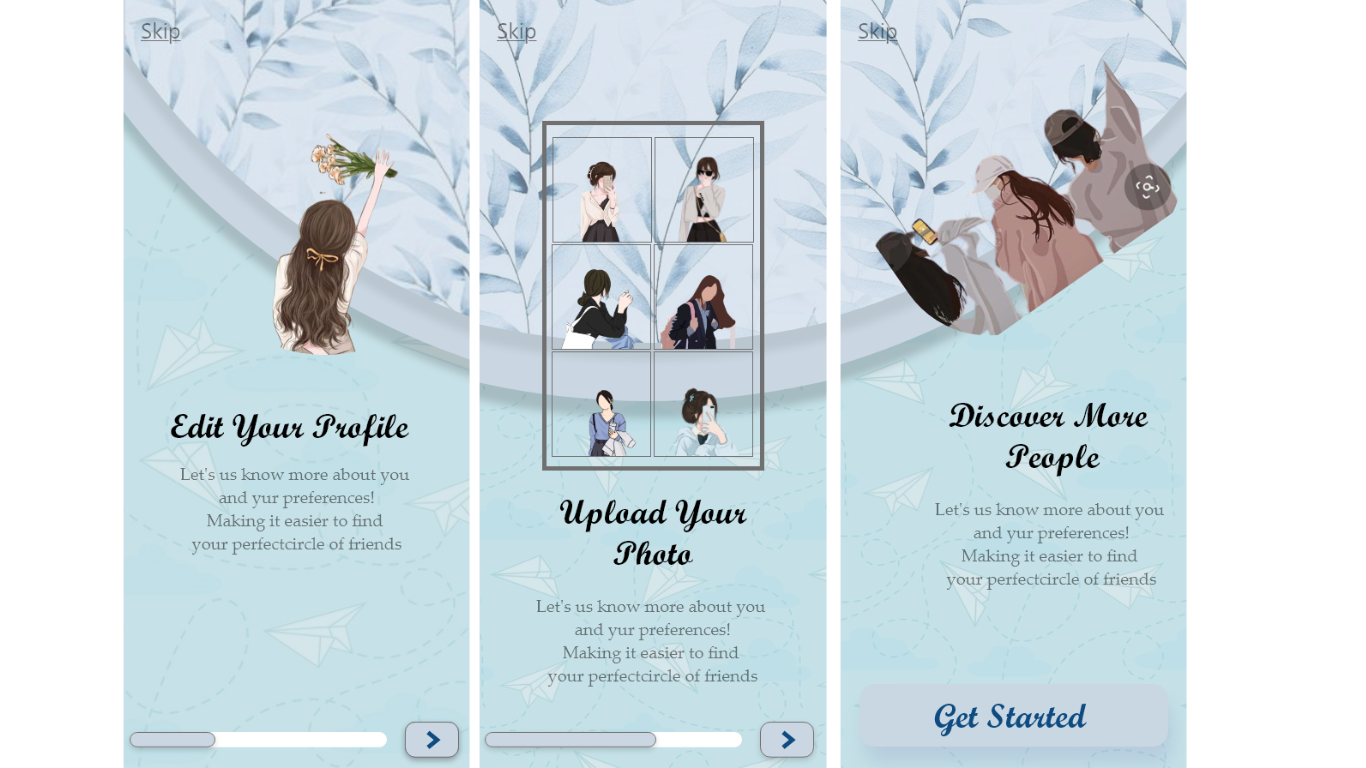 Skip
Edit Your Profile
Let's us know more about you
and yur preferences!
Making it easier to find
your perfectcircle of friends
Skip
Upload Your
Photo
Let's us know more about you
and yur preferences!
Making it easier to find
your perfectcircle of friends
Skip
Discover More
People
Let's us know more about you
and yur preferences!
Making it easier to find
your perfectcircle of friends
Get Started